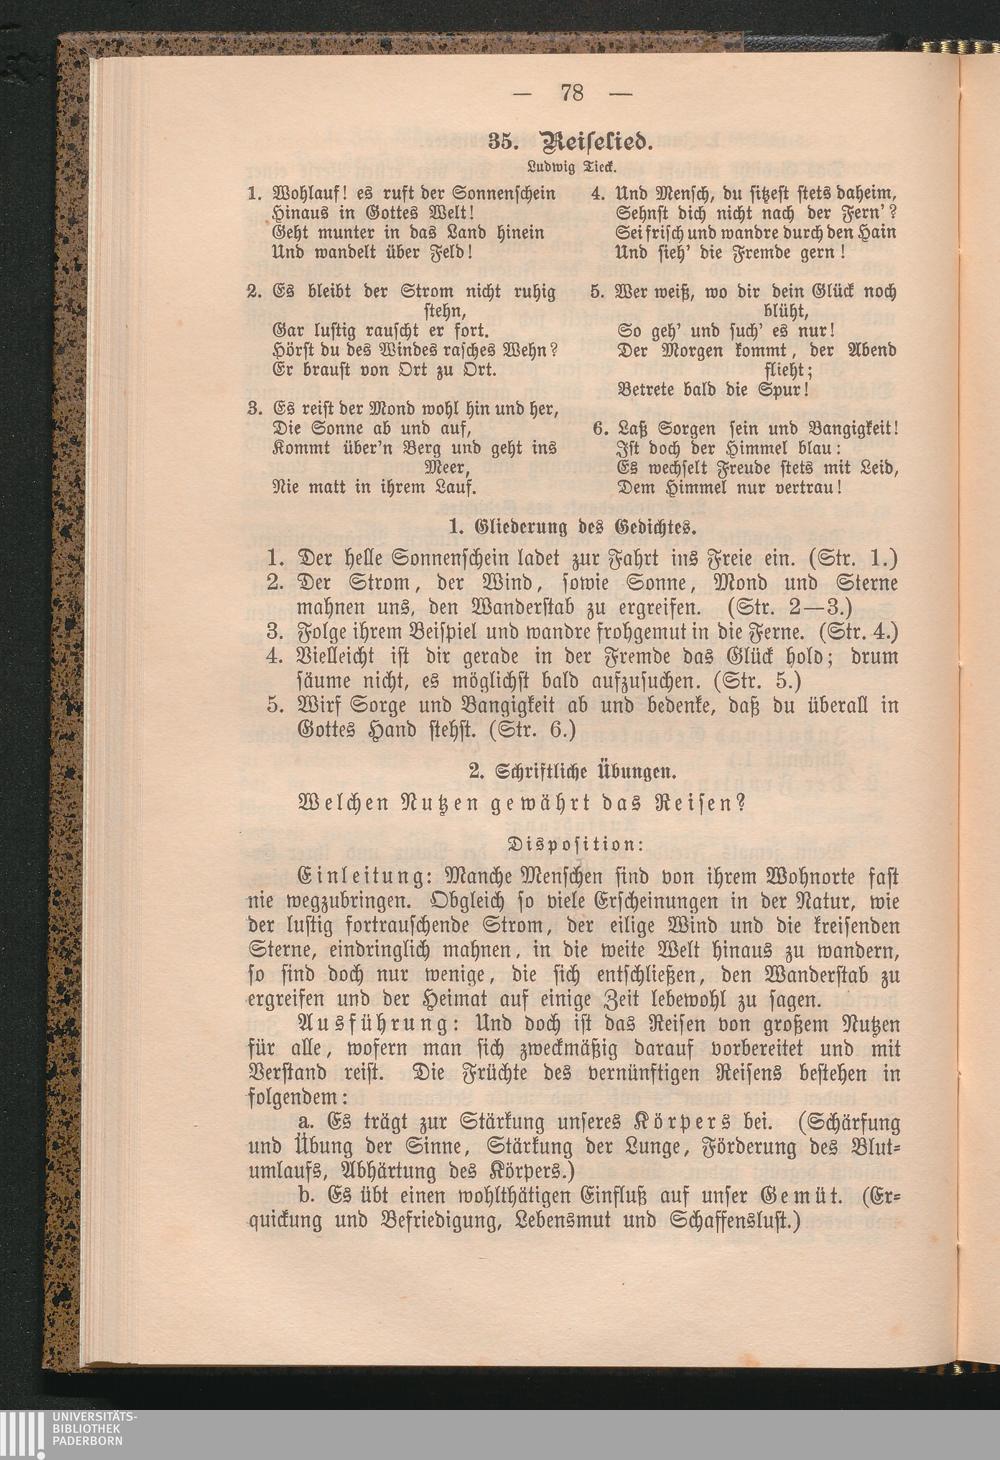 — 78 —
35. Reiselied.
Ludwig Tieck.
1. Wohlauf! es ruft der Sonnenschein
Hinaus in Gottes Welt!
Geht munter in das Land hinein
Und wandelt über Feld!
2. Es bleibt der Strom nicht ruhig
stehn,
Gar lustig rauscht er fort.
Hörst du des Windes rasches Wehn?
Er braust von Ort zu Ort.
3. Es reist der Mond wohl hin und her,
Die Sonne ab und auf,
Kommt über'n Berg und geht ins
Meer,
Nie matt in ihrem Lauf.
4. Und Mensch, du sitzest stets daheim,
Sehnst dich nicht nach der Fern'?
Sei frisch und wandre durch den Hain
Und sieh' die Fremde gern!
5. Wer weiß, wo dir dein Glück noch
blüht,
So geh' und such' es nur!
Der Morgen kommt, der Abend
flieht;
Betrete bald die Spur!
6. Laß Sorgen sein und Bangigkeit!
Ist doch der Himmel blau:
Es wechselt Freude stets mit Leid,
Dem Himmel nur vertrau!
1. Gliederung des Gedichtes.
1. Der helle Sonnenschein ladet zur Fahrt ins Freie ein. (Str. 1.)
2. Der Strom, der Wind, sowie Sonne, Mond und Sterne
mahnen uns, den Wanderstab zu ergreifen. (Str. 2—3.)
3. Folge ihrem Beispiel und wandre frohgemut in die Ferne. (Str. 4.)
4. Vielleicht ist dir gerade in der Fremde das Glück hold; drum
säume nicht, es möglichst bald aufzusuchen. (Str. 5.)
5. Wirf Sorge und Bangigkeit ab und bedenke, daß du überall in
Gottes Hand stehst. (Str. 6.)
2. Schriftliche Übungen.
Welchen Nutzen gewährt das Reisen?
Disposition:
Einleitung: Manche Menschen sind von ihrem Wohnorte fast
nie wegzubringen. Obgleich so viele Erscheinungen in der Natur, wie
der lustig fortrauschende Strom, der eilige Wind und die kreisenden
Sterne, eindringlich mahnen, in die weite Welt hinaus zu wandern,
so sind doch nur wenige, die sich entschließen, den Wanderstab zu
ergreifen und der Heimat auf einige Zeit lebewohl zu sagen.
Ausführung: Und doch ist das Reisen von großem Nutzen
für alle, wofern man sich zweckmäßig darauf vorbereitet und mit
Verstand reist. Die Früchte des vernünftigen Reisens bestehen in
folgendem:
a. Es trägt zur Stärkung unseres Körpers bei. (Schärfung
und Übung der Sinne, Stärkung der Lunge, Förderung des Blut-
umlaufs, Abhärtung des Körpers.)
b. Es übt einen wohlthätigen Einfluß auf unser Gemüt. (Er-
quickung und Befriedigung, Lebensmut und Schaffenslust.)
UNIVERSITÄTS-
BIBLIOTHEK
PADERBORN